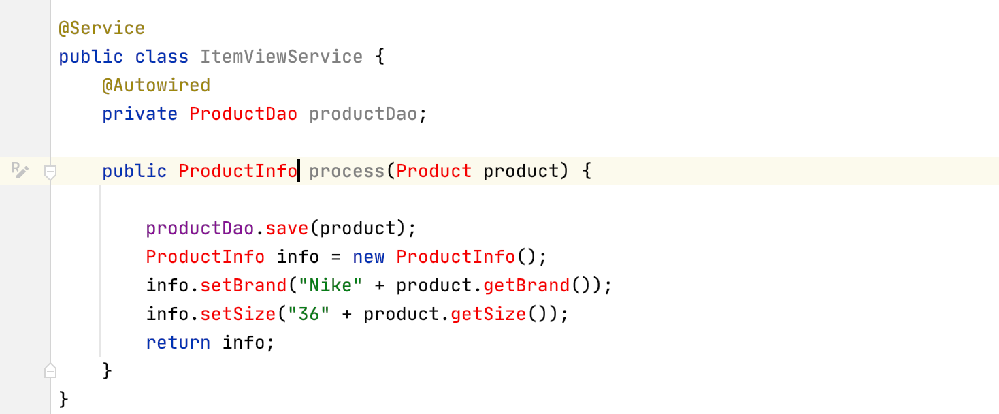 @Service
public class ItemViewService {
    @Autowired
    private ProductDao productDao;

    public ProductInfo process(Product product) {

        productDao.save(product);
        ProductInfo info = new ProductInfo();
        info.setBrand("Nike" + product.getBrand());
        info.setSize("36" + product.getSize());
        return info;
    }
}